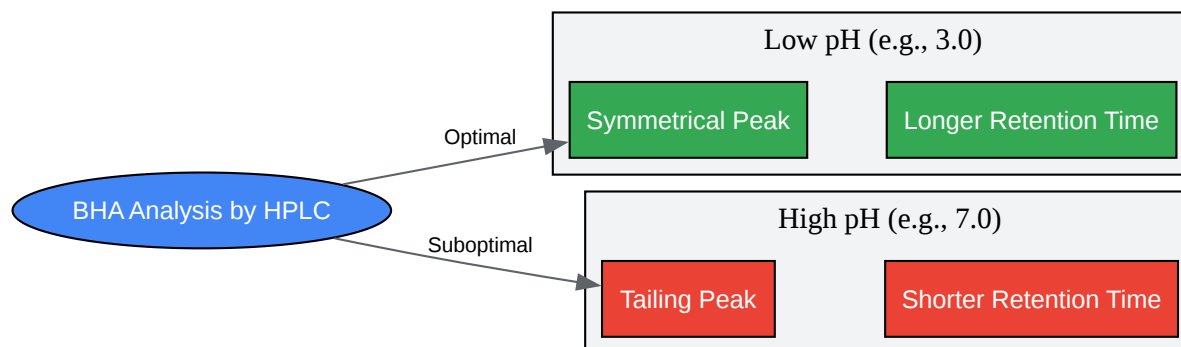 Low pH (e.g., 3.0)
Symmetrical Peak
Longer Retention Time
Optimal
BHA Analysis by HPLC
Suboptimal
High pH (e.g., 7.0)
Tailing Peak
Shorter Retention Time